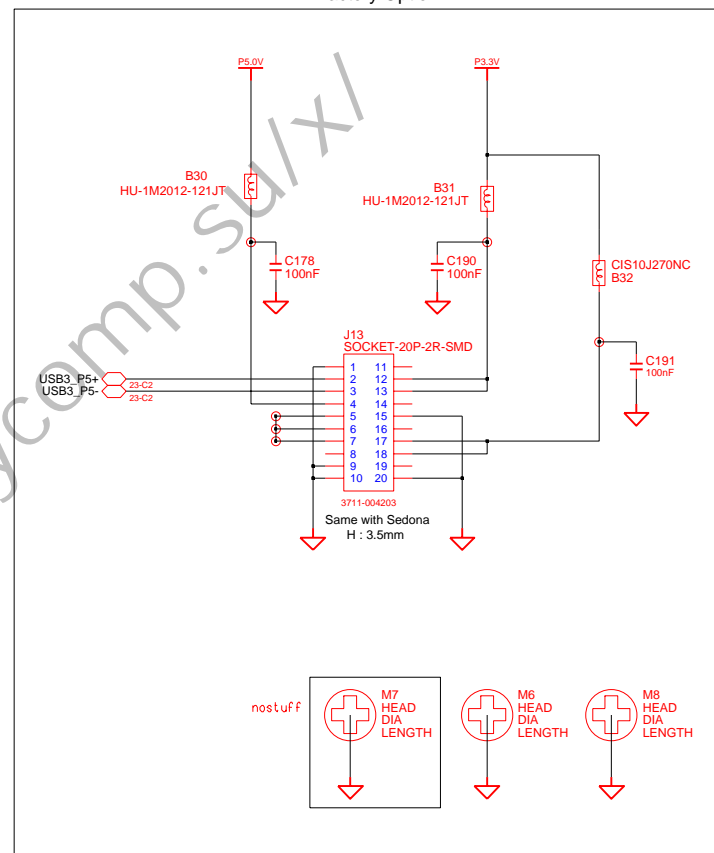 P5.0V
P3.3V
B30
HU-1M2012-121JT
B31
HU-1M2012-121JT
C178
100nF
C190
100nF
CIS10J270NC
B32
C191
100nF
J13
SOCKET-20P-2R-SMD
USB3_P5+
23-C2
USB3_P5-
23-C2
1 11
2 12
3 13
4 14
5 15
6 16
7 17
8 18
9 19
10 20
3711-004203
Same with Sedona
H : 3.5mm
nostuff
M7
HEAD
DIA
LENGTH
M6
HEAD
DIA
LENGTH
M8
HEAD
DIA
LENGTH
ycomp.su/x/